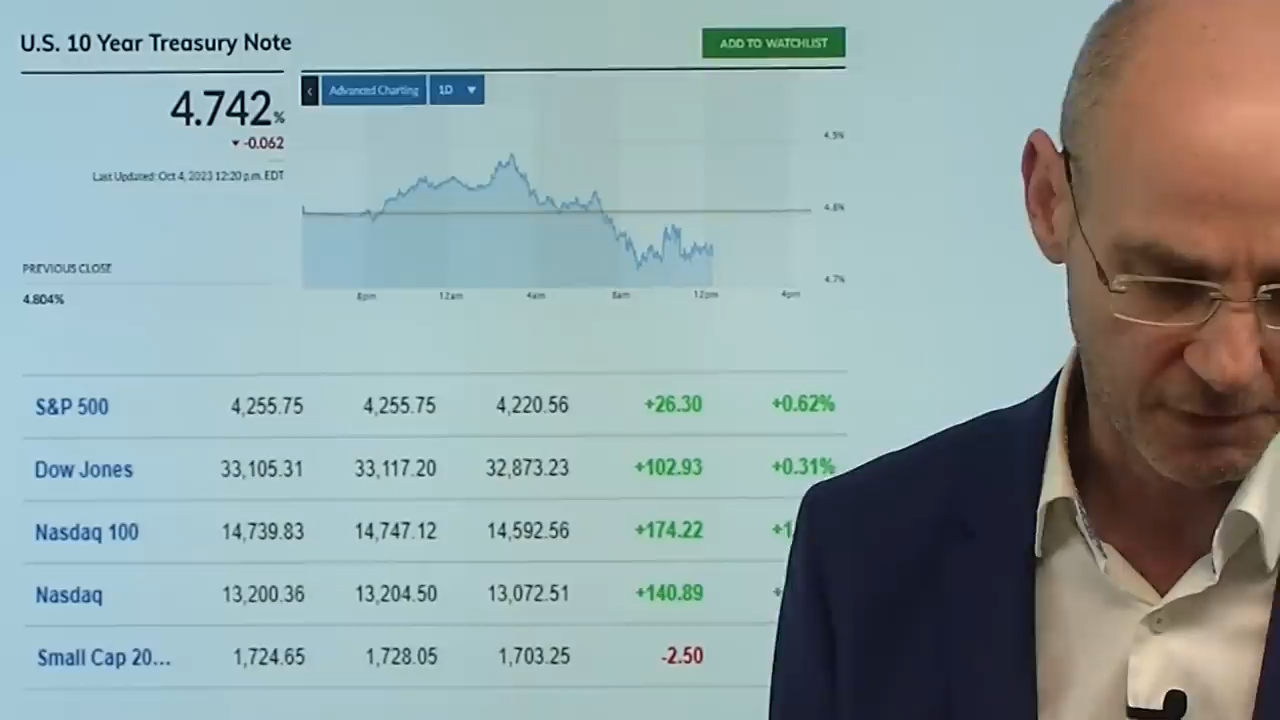 U.S. 10 Year Treasury Note
ADD TO WATCHLIST
4.742%
▼ -0.062
Last Updated: Oct 4, 2023 12:20 p.m. EDT
PREVIOUS CLOSE
4.804%
‹ Advanced Charting 1D ▼
4.9%
4.8%
4.7%
8pm 12am 4am 8am 12pm 4pm
S&P 500 4,255.75 4,255.75 4,220.56 +26.30 +0.62%
Dow Jones 33,105.31 33,117.20 32,873.23 +102.93 +0.31%
Nasdaq 100 14,739.83 14,747.12 14,592.56 +174.22 +1
Nasdaq 13,200.36 13,204.50 13,072.51 +140.89 +
Small Cap 20... 1,724.65 1,728.05 1,703.25 -2.50